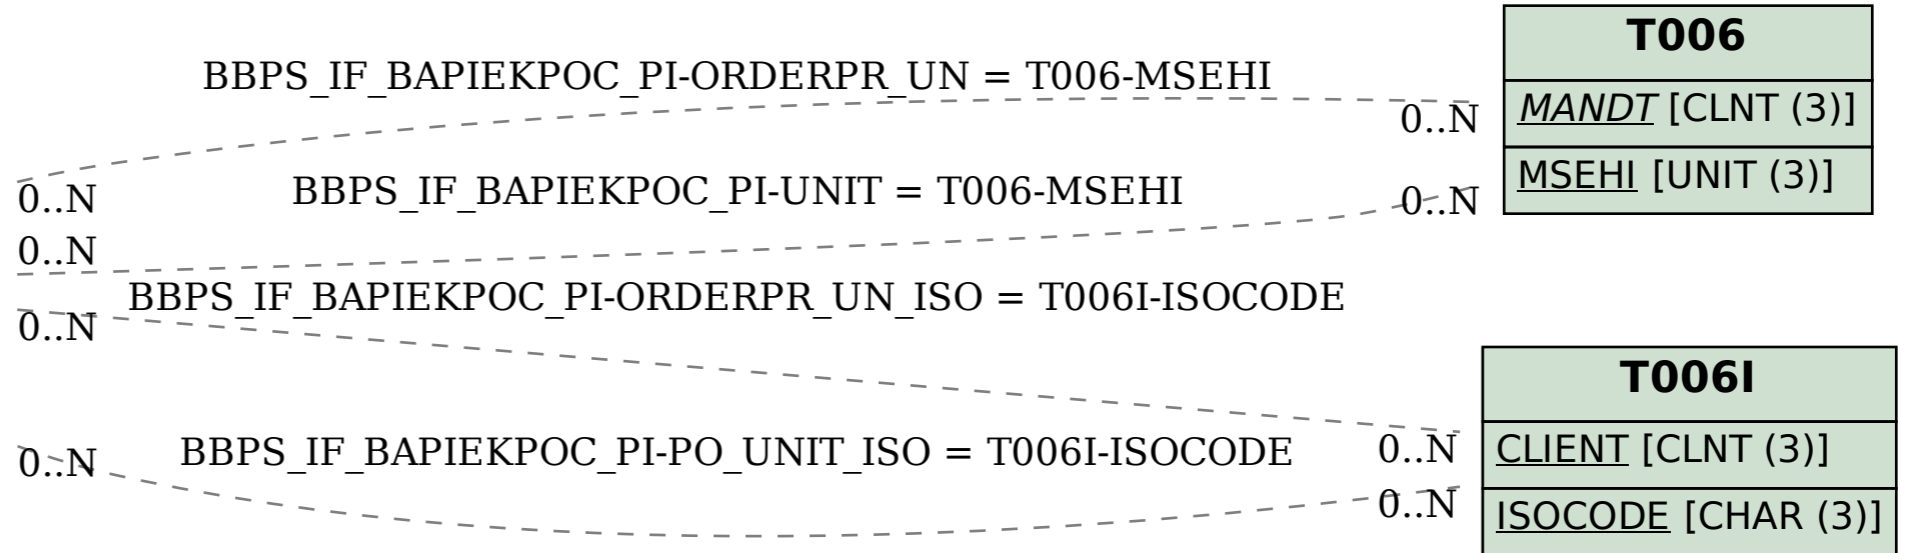 T006
BBPS_IF_BAPIEKPOC_PI-ORDERPR_UN = T006-MSEHI
MANDT [CLNT (3)]
0..N
MSEHI [UNIT (3)]
0..N
BBPS_IF_BAPIEKPOC_PI-UNIT = T006-MSEHI
0..N
0..N
BBPS_IF_BAPIEKPOC_PI-ORDERPR_UN_ISO = T006I-ISOCODE
0..N
T006I
0..N
BBPS_IF_BAPIEKPOC_PI-PO_UNIT_ISO = T006I-ISOCODE
0..N
CLIENT [CLNT (3)]
0..N
ISOCODE [CHAR (3)]